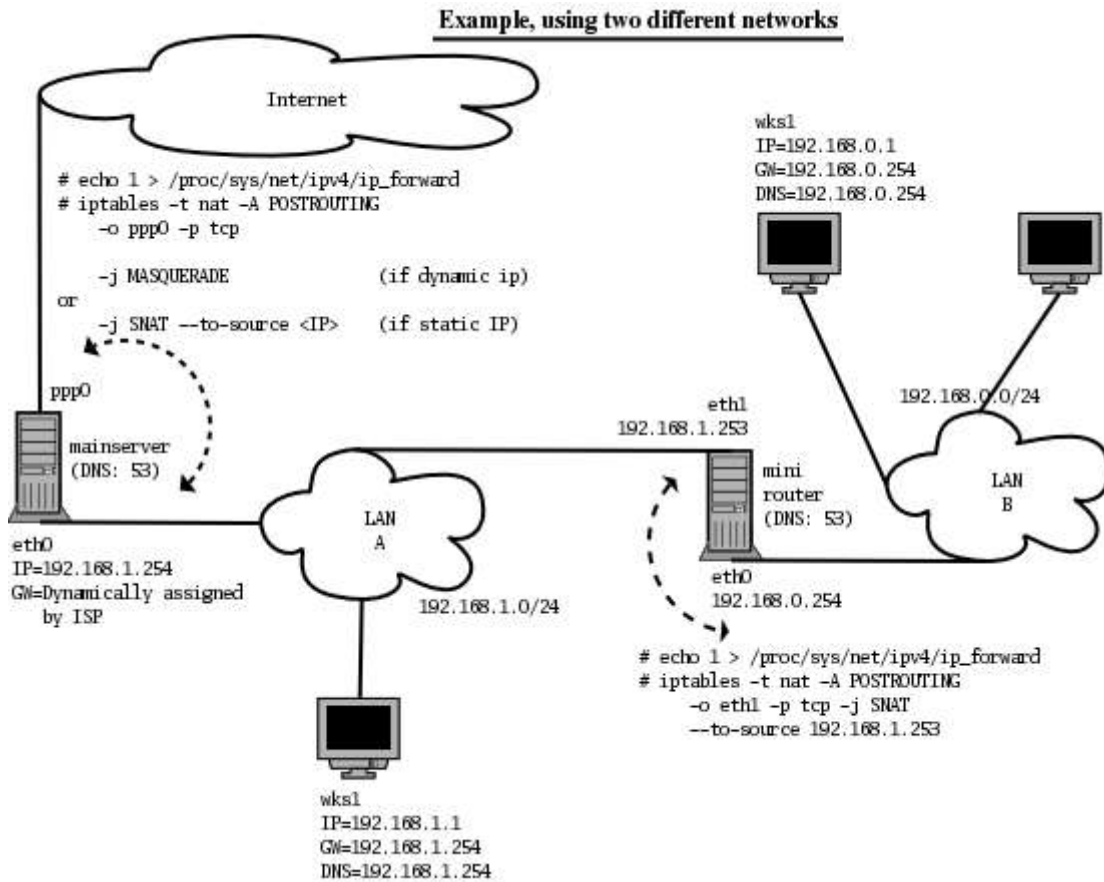 Example, using two different networks
Internet
# echo 1 > /proc/sys/net/ipv4/ip_forward
# iptables -t nat -A POSTROUTING
-o ppp0 -p tcp
-j MASQUERADE (if dynamic ip)
or
-j SNAT --to-source <IP> (if static IP)
ppp0
mainserver
(DNS: 53)
eth0
IP=192.168.1.254
GW=Dynamically assigned
by ISP
LAN
A
192.168.1.0/24
wks1
IP=192.168.1.1
GW=192.168.1.254
DNS=192.168.1.254
wks1
IP=192.168.0.1
GW=192.168.0.254
DNS=192.168.0.254
192.168.0.0/24
eth1
192.168.1.253
mini
router
(DNS: 53)
LAN
B
eth0
192.168.0.254
# echo 1 > /proc/sys/net/ipv4/ip_forward
# iptables -t nat -A POSTROUTING
-o eth1 -p tcp -j SNAT
--to-source 192.168.1.253